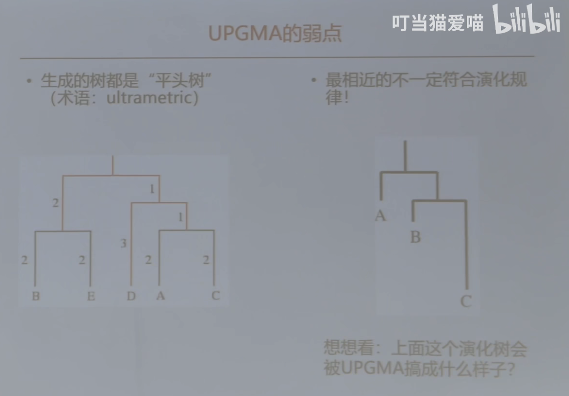 叮当猫爱喵 bilibili
UPGMA的弱点
• 生成的树都是“平头树”
(术语：ultrametric)
• 最相近的不一定符合演化规
律！
2
1
1
3
2
2
2
2
B
E
D
A
C
A
B
C
想想看：上面这个演化树会
被UPGMA搞成什么样子？